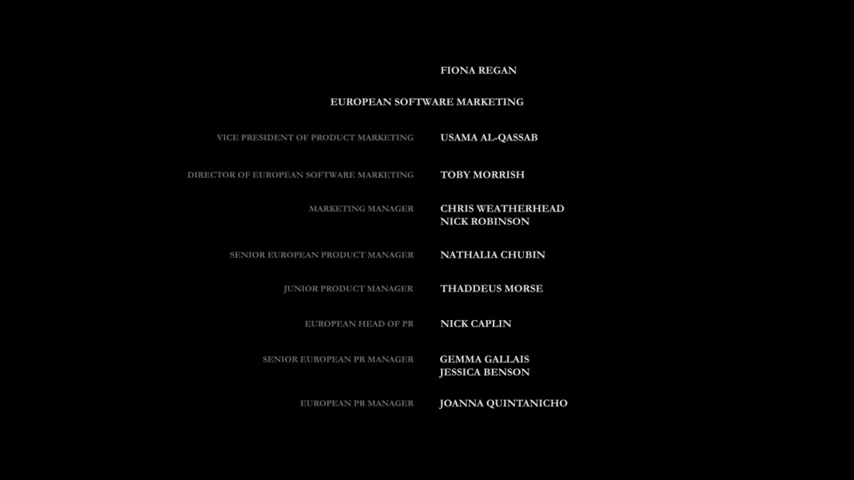 FIONA REGAN
EUROPEAN SOFTWARE MARKETING
VICE PRESIDENT OF PRODUCT MARKETING USAMA AL-QASSAB
DIRECTOR OF EUROPEAN SOFTWARE MARKETING TOBY MORRISH
MARKETING MANAGER CHRIS WEATHERHEAD
NICK ROBINSON
SENIOR EUROPEAN PRODUCT MANAGER NATHALIA CHUBIN
JUNIOR PRODUCT MANAGER THADDEUS MORSE
EUROPEAN HEAD OF PR NICK CAPLIN
SENIOR EUROPEAN PR MANAGER GEMMA GALLAIS
JESSICA BENSON
EUROPEAN PR MANAGER JOANNA QUINTANICHO